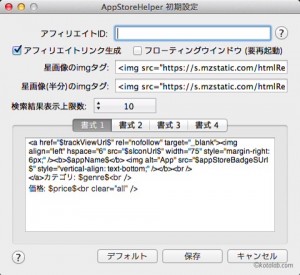 AppStoreHelper 初期設定
アフィリエイトID:
アフィリエイトリンク生成
フローティングウインドウ (要再起動)
星画像のimgタグ: <img src="https://s.mzstatic.com/htmlRe
星画像(半分)のimgタグ: <img src="https://s.mzstatic.com/htmlRe
検索結果表示上限数: 10
書式 1 書式 2 書式 3 書式 4
<a href="$trackViewUrl$" rel="nofollow" target="_blank"><img
align="left" hspace="6" src="$sIconUrl$" width="75" style="margin-right:
6px;" /><b>$appName$</b> <img alt="App" src="$appStoreBadgeSUrl
$" style="vertical-align: text-bottom;" /><br />
</a>カテゴリ: $genre$<br />
価格: $price$<br clear="all" />
デフォルト 保存 キャンセル
©kotolab.com